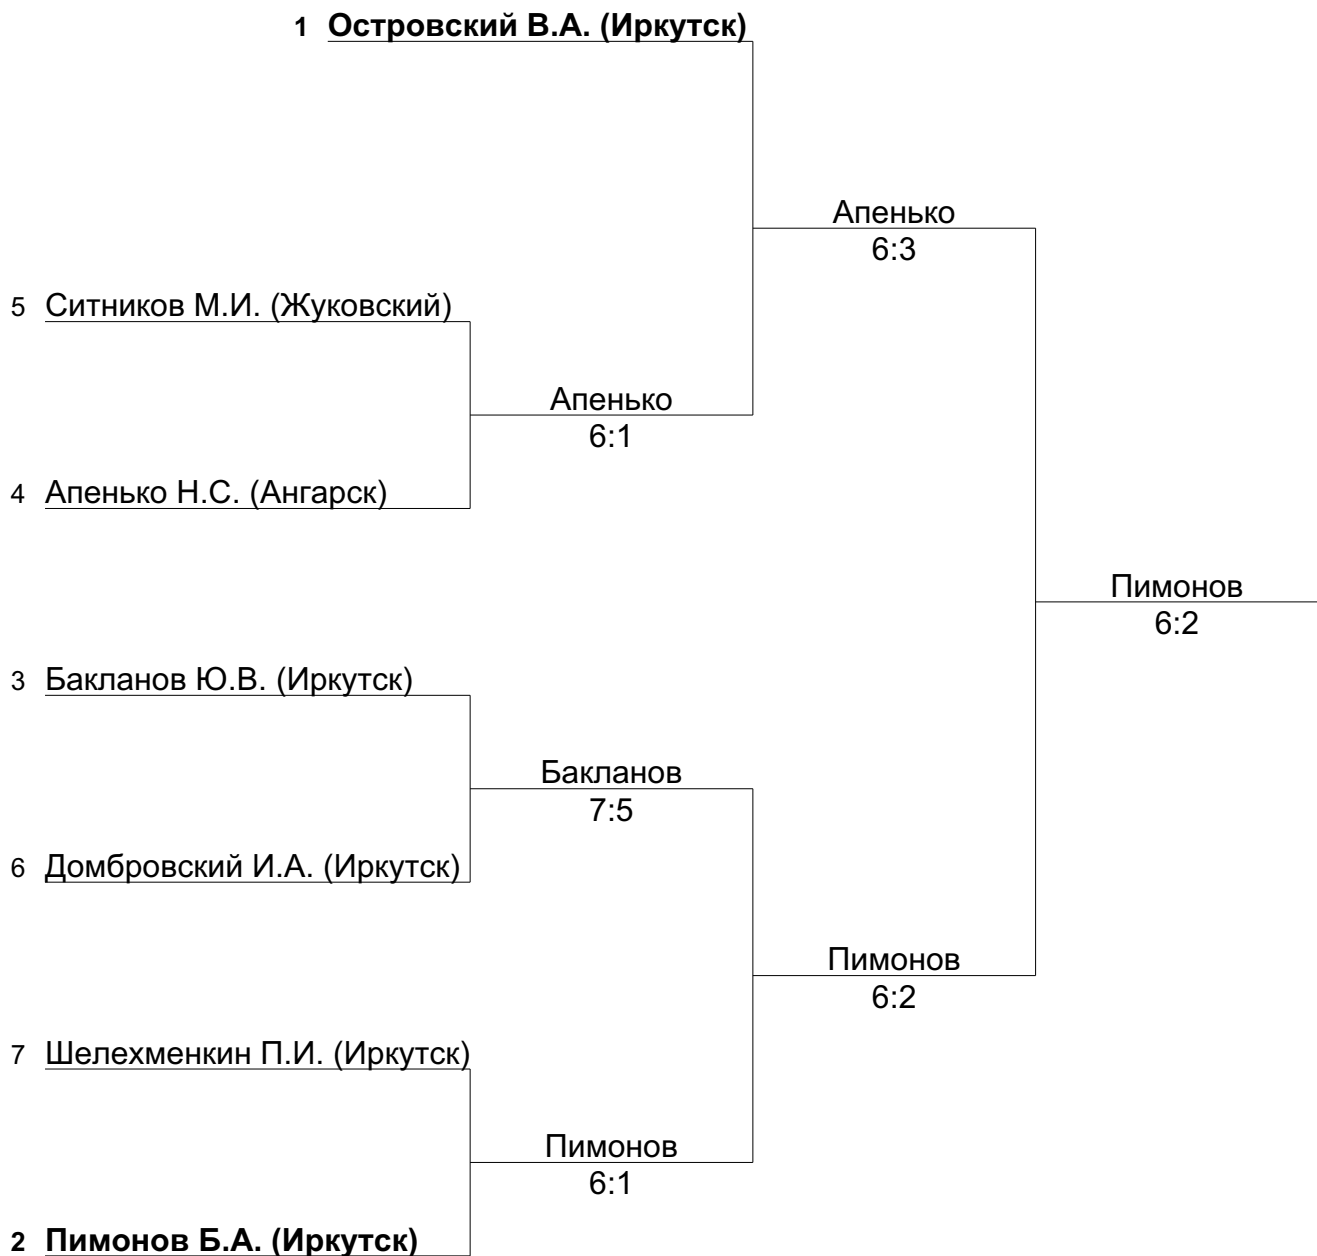 1 Островский В.А. (Иркутск)
Апенько
6:3
5 Ситников М.И. (Жуковский)
Апенько
6:1
4 Апенько Н.С. (Ангарск)
Пимонов
6:2
3 Бакланов Ю.В. (Иркутск)
Бакланов
7:5
6 Домбровский И.А. (Иркутск)
Пимонов
6:2
7 Шелехменкин П.И. (Иркутск)
Пимонов
6:1
2 Пимонов Б.А. (Иркутск)